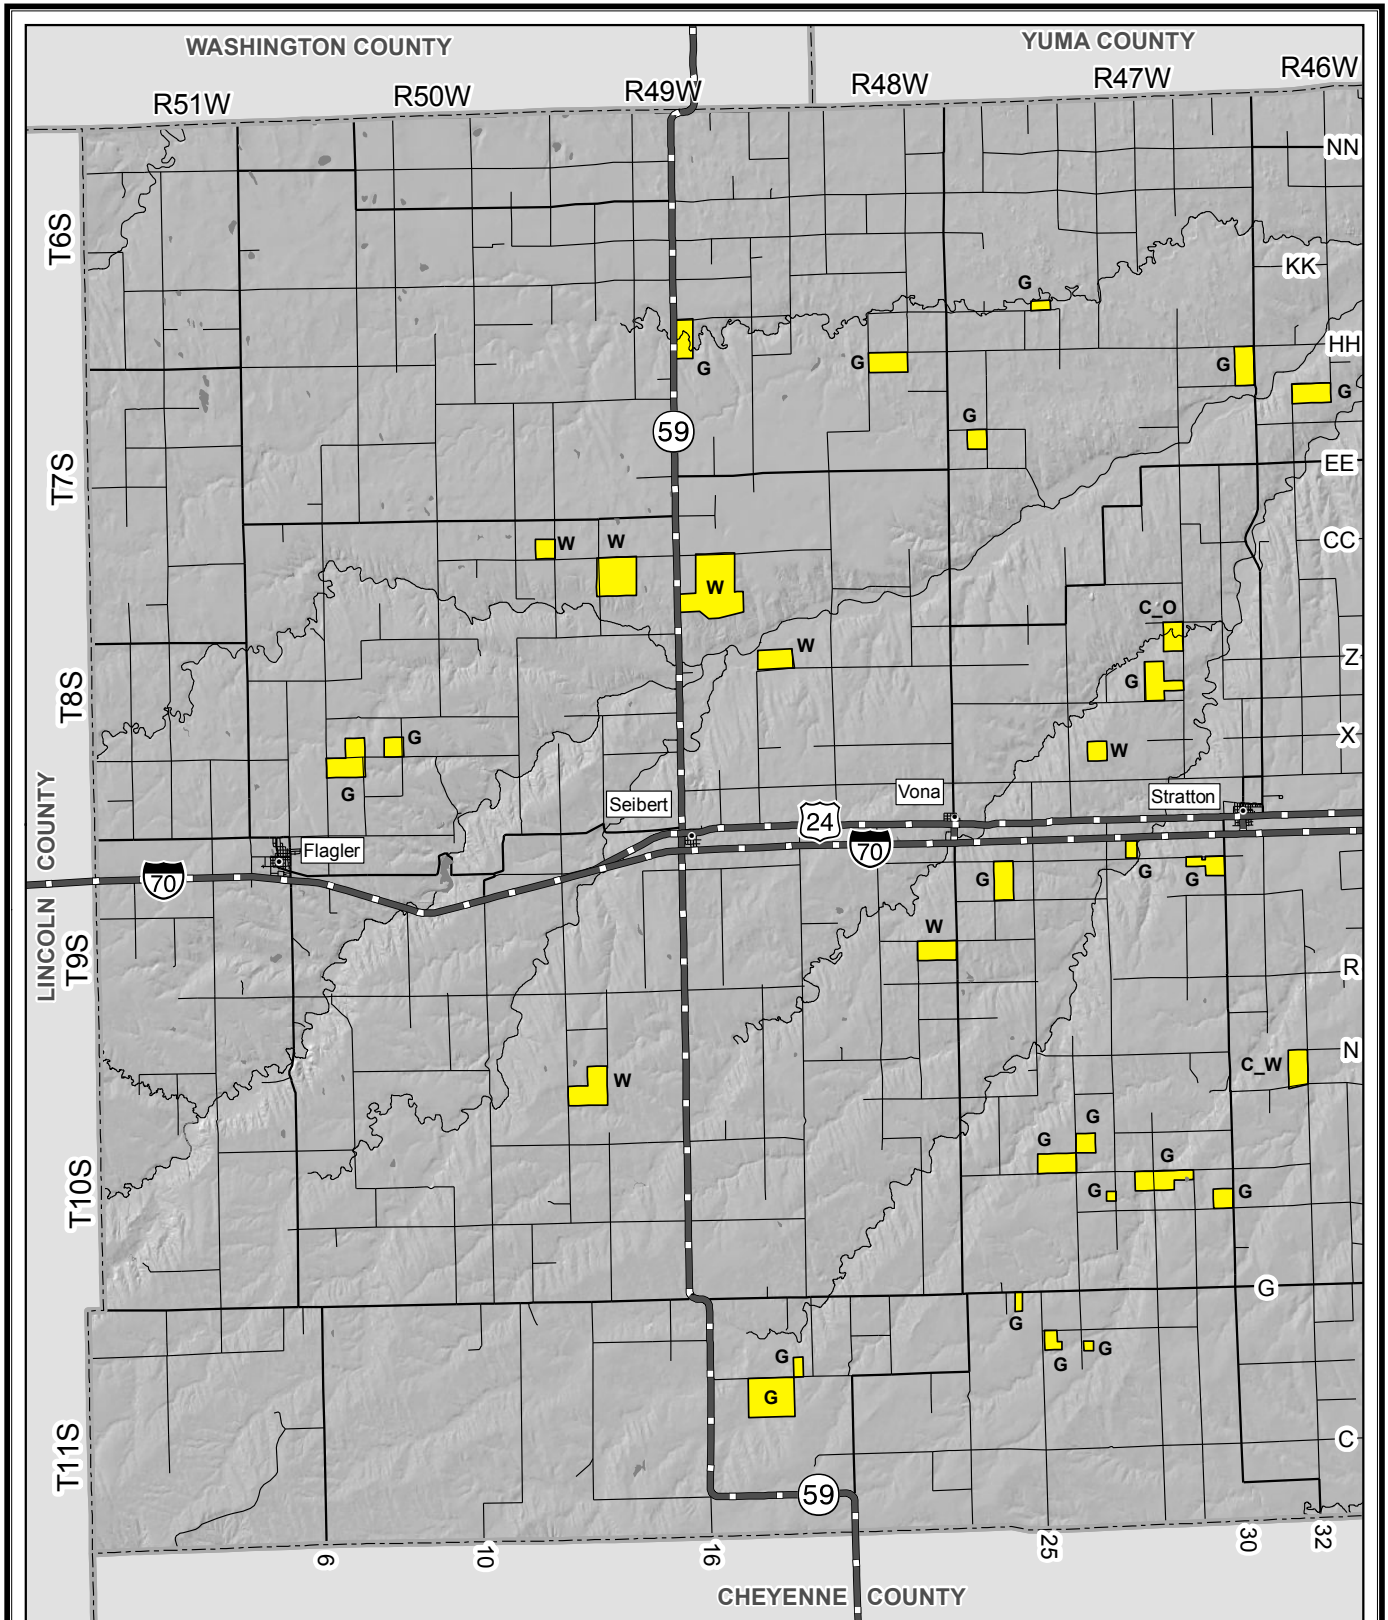 WASHINGTON COUNTY
YUMA COUNTY
R51W
R50W
R49W
R48W
R47W
R46W
NN
T6S
KK
G
HH
G
G
G
G
G
59
T7S
EE
CC
W
W
W
C_O
W
Z
T8S
G
X
G
W
G
Seibert
Vona
Stratton
24
70
Flagler
70
G
G
G
LINCOLN COUNTY
T9S
W
R
N
C_W
W
G
G
G
T10S
G
G
G
G
G
G
G
G
T11S
C
59
6
10
16
25
30
32
CHEYENNE COUNTY